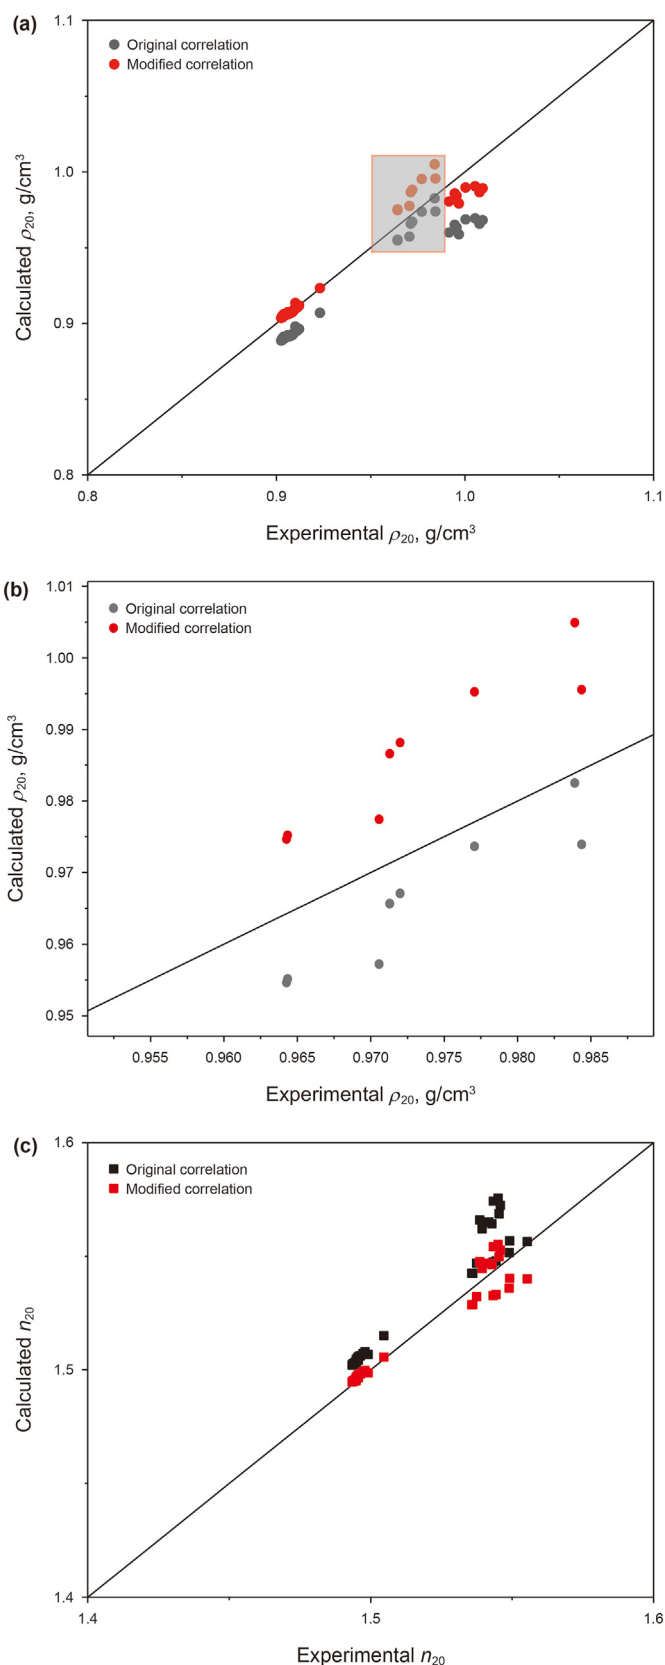 (a)
1.1
Original correlation
Modified correlation
1.0
Calculated ρ20, g/cm3
0.9
0.8
0.8 0.9 1.0 1.1
Experimental ρ20, g/cm3
(b)
1.01
Original correlation
Modified correlation
1.00
0.99
Calculated ρ20, g/cm3
0.98
0.97
0.96
0.95
0.955 0.960 0.965 0.970 0.975 0.980 0.985
Experimental ρ20, g/cm3
(c)
1.6
Original correlation
Modified correlation
Calculated n20
1.5
1.4
1.4 1.5 1.6
Experimental n20